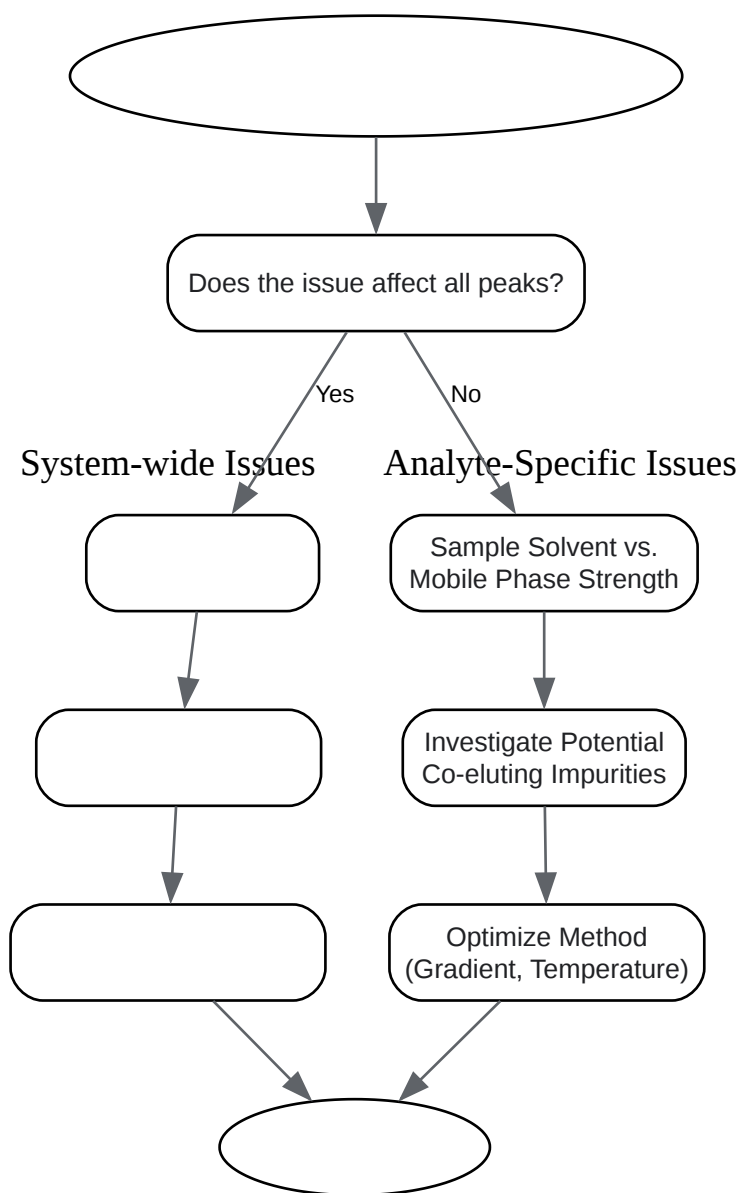 Does the issue affect all peaks?
Yes
No
System-wide Issues
Analyte-Specific Issues
Sample Solvent vs.
Mobile Phase Strength
Investigate Potential
Co-eluting Impurities
Optimize Method
(Gradient, Temperature)